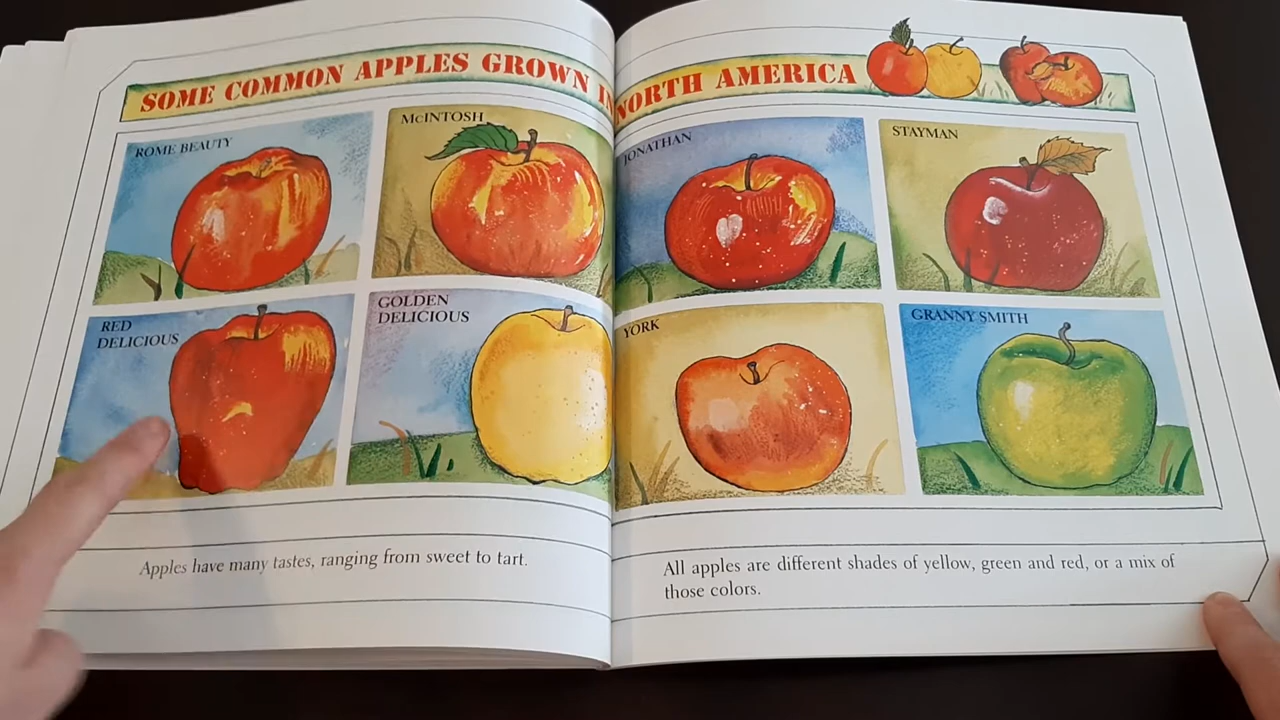 SOME COMMON APPLES GROWN IN NORTH AMERICA
ROME BEAUTY
McINTOSH
RED
DELICIOUS
GOLDEN
DELICIOUS
Apples have many tastes, ranging from sweet to tart.
JONATHAN
STAYMAN
YORK
GRANNY SMITH
All apples are different shades of yellow, green and red, or a mix of
those colors.